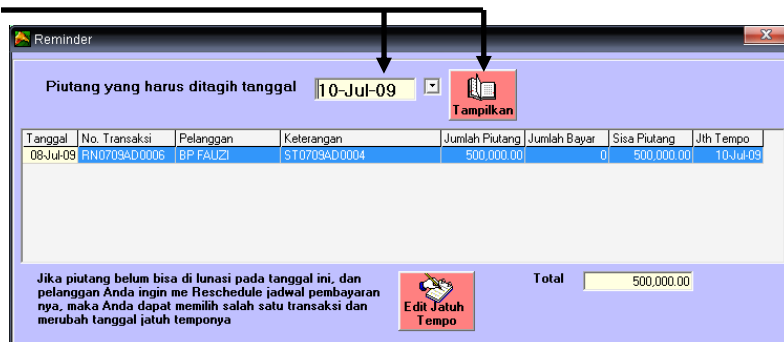 Reminder
Piutang yang harus ditagih tanggal 10-Jul-09
Tampilkan
Tanggal No. Transaksi Pelanggan Keterangan Jumlah Piutang Jumlah Bayar Sisa Piutang Jth Tempo
08-Jul-09 RN0709AD0006 BP FAUZI ST0709AD0004 500,000.00 0 500,000.00 10-Jul-09
Jika piutang belum bisa di lunasi pada tanggal ini, dan
pelanggan Anda ingin me Reschedule jadwal pembayaran
nya, maka Anda dapat memilih salah satu transaksi dan
merubah tanggal jatuh temponya
Edit Jatuh
Tempo
Total 500,000.00